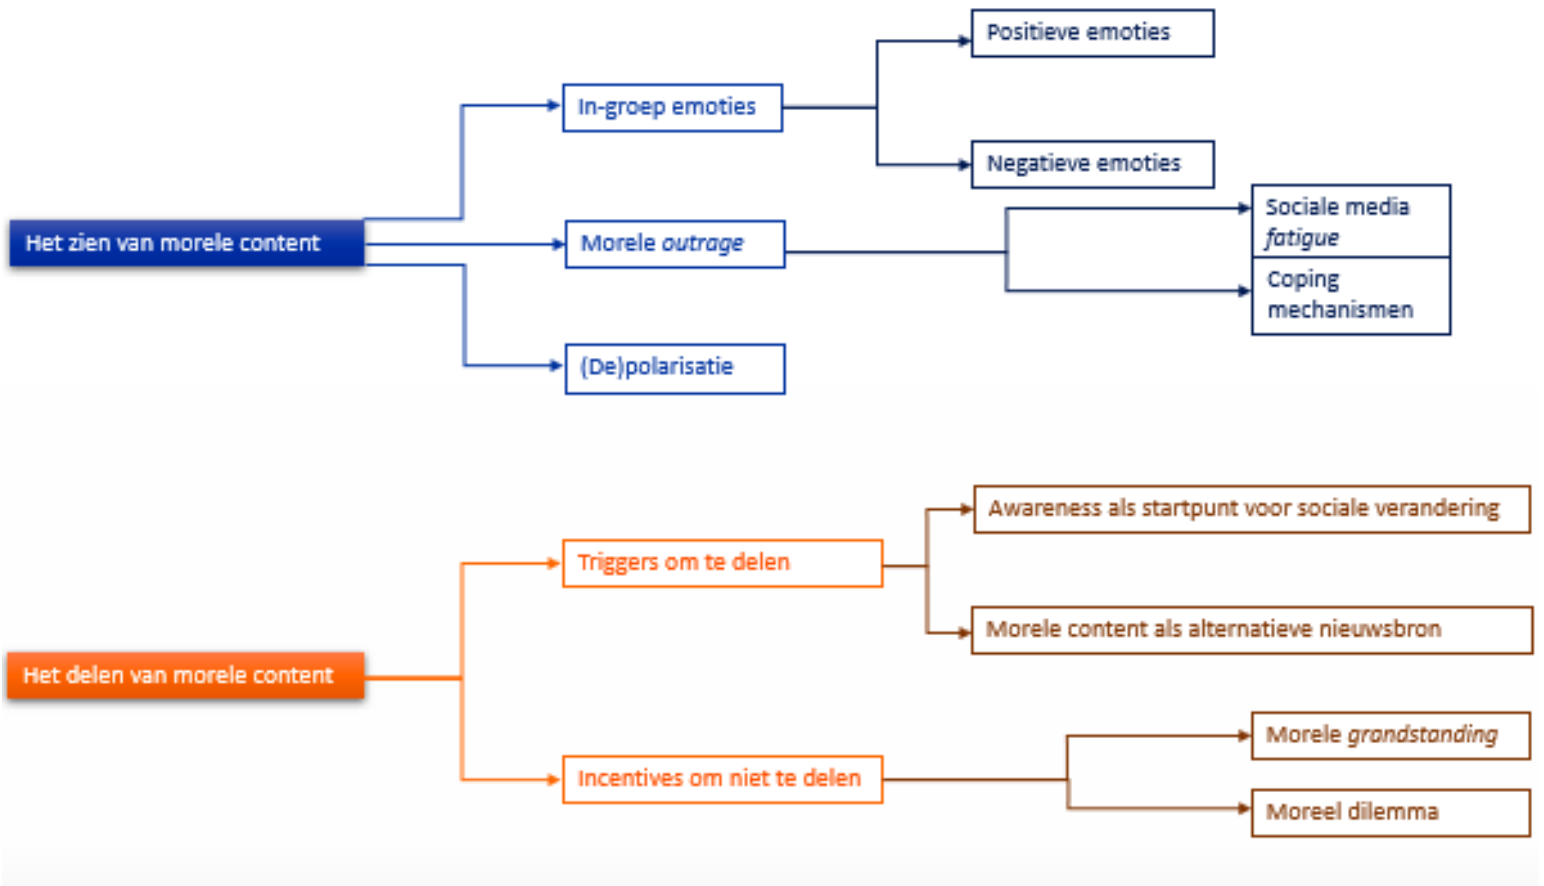 Positieve emoties
In-groep emoties
Negatieve emoties
Sociale media
fatigue
Het zien van morele content
Morele outrage
Coping
mechanismen
(De)polarisatie
Awareness als startpunt voor sociale verandering
Triggers om te delen
Morele content als alternatieve nieuwsbron
Het delen van morele content
Morele grandstanding
Incentives om niet te delen
Moreel dilemma